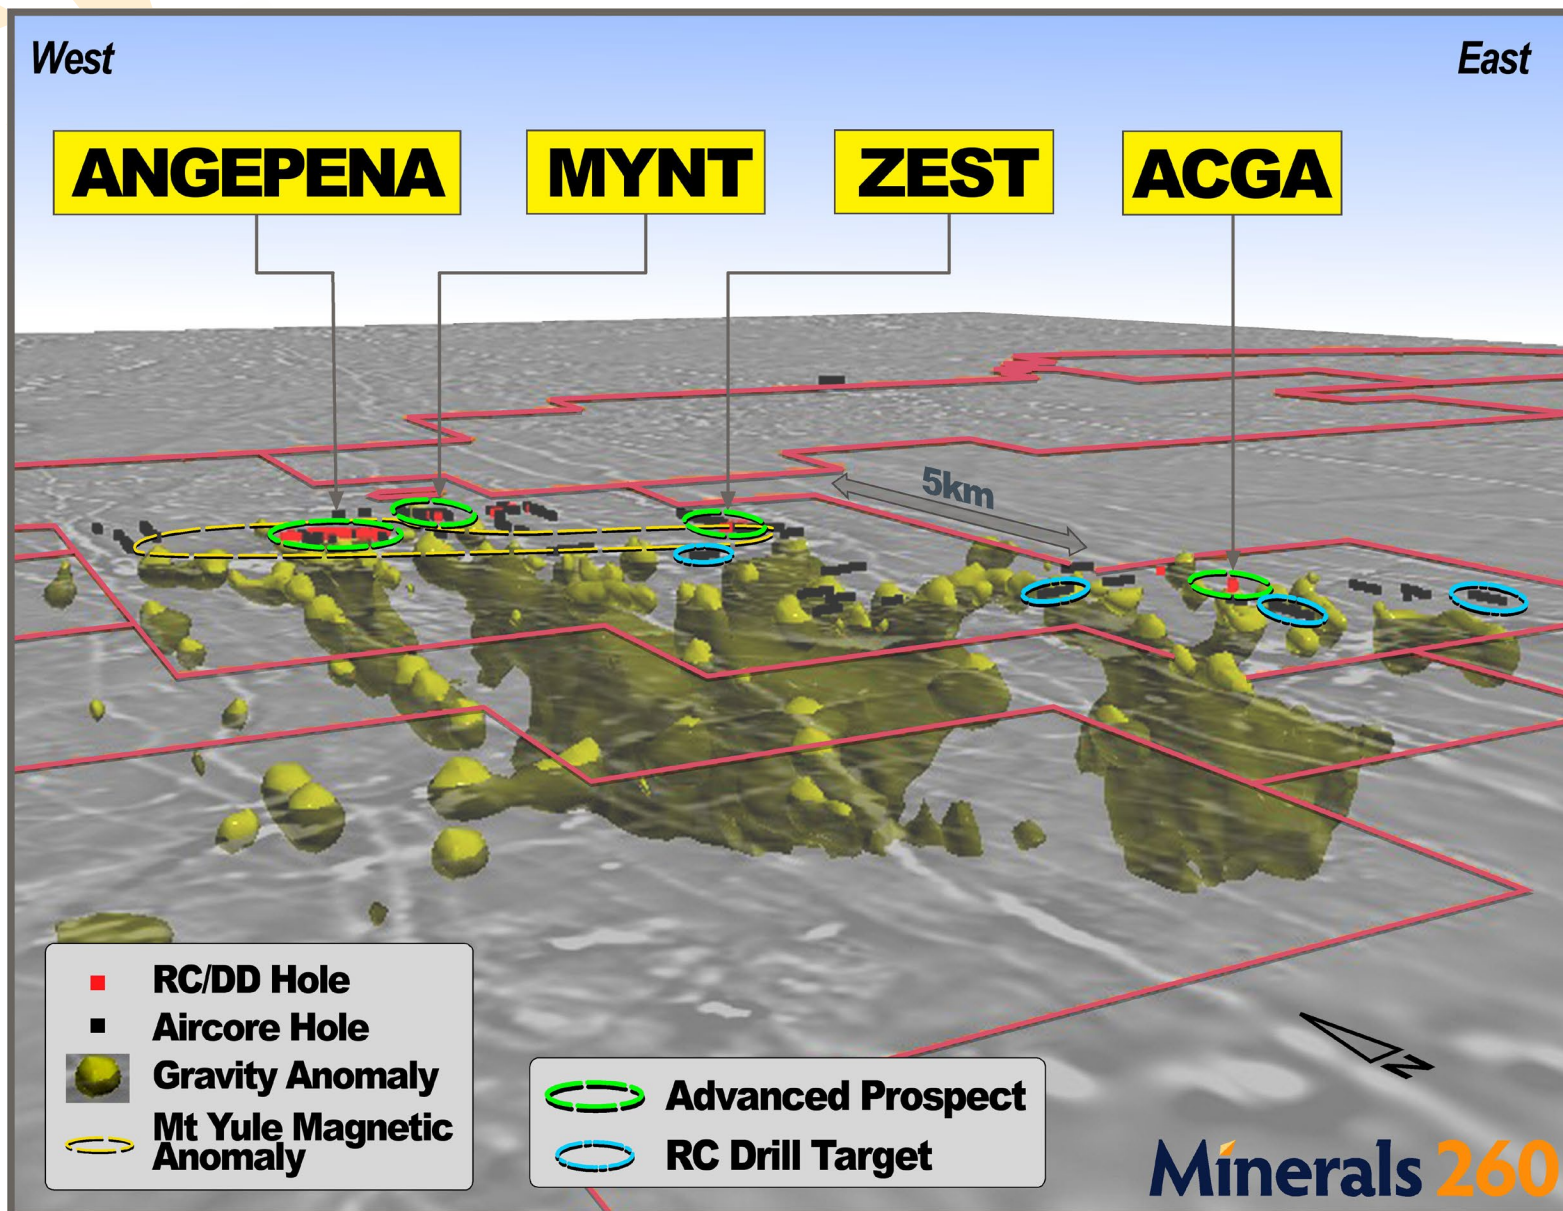 West
East
ANGEPENA
MYNT
ZEST
ACGA
5km
RC/DD Hole
Aircore Hole
Gravity Anomaly
Mt Yule Magnetic
Anomaly
Advanced Prospect
RC Drill Target
N
Minerals 260